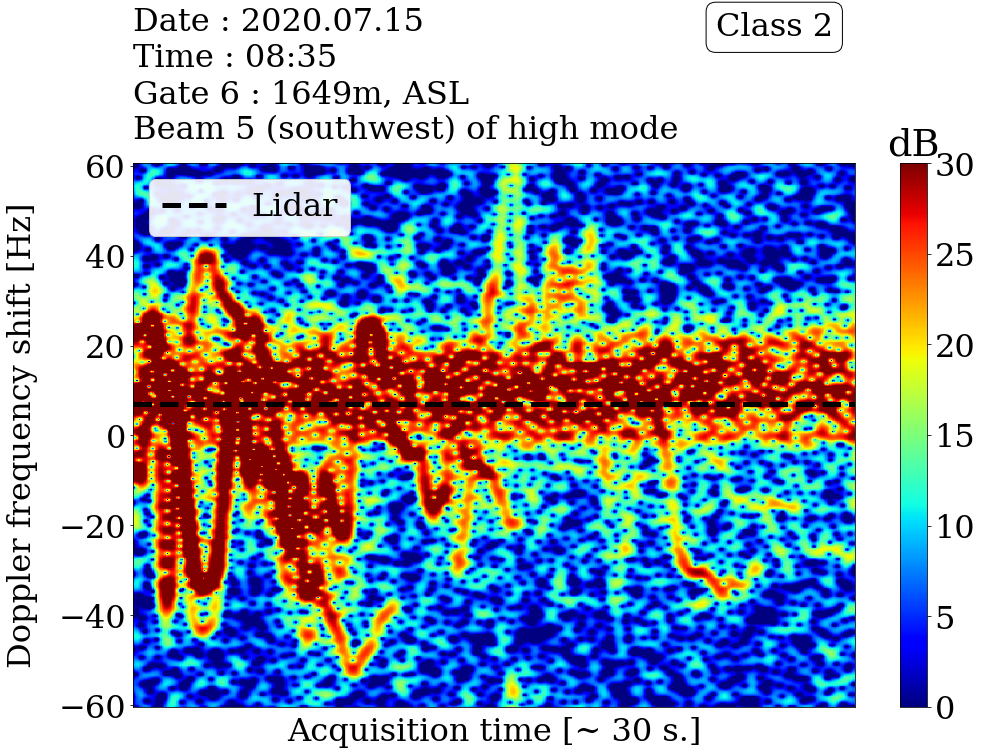 Date : 2020.07.15
Time : 08:35
Gate 6 : 1649m, ASL
Beam 5 (southwest) of high mode
Class 2
dB
Lidar
Doppler frequency shift [Hz]
60
40
20
0
−20
−40
−60
Acquisition time [~ 30 s.]
30
25
20
15
10
5
0